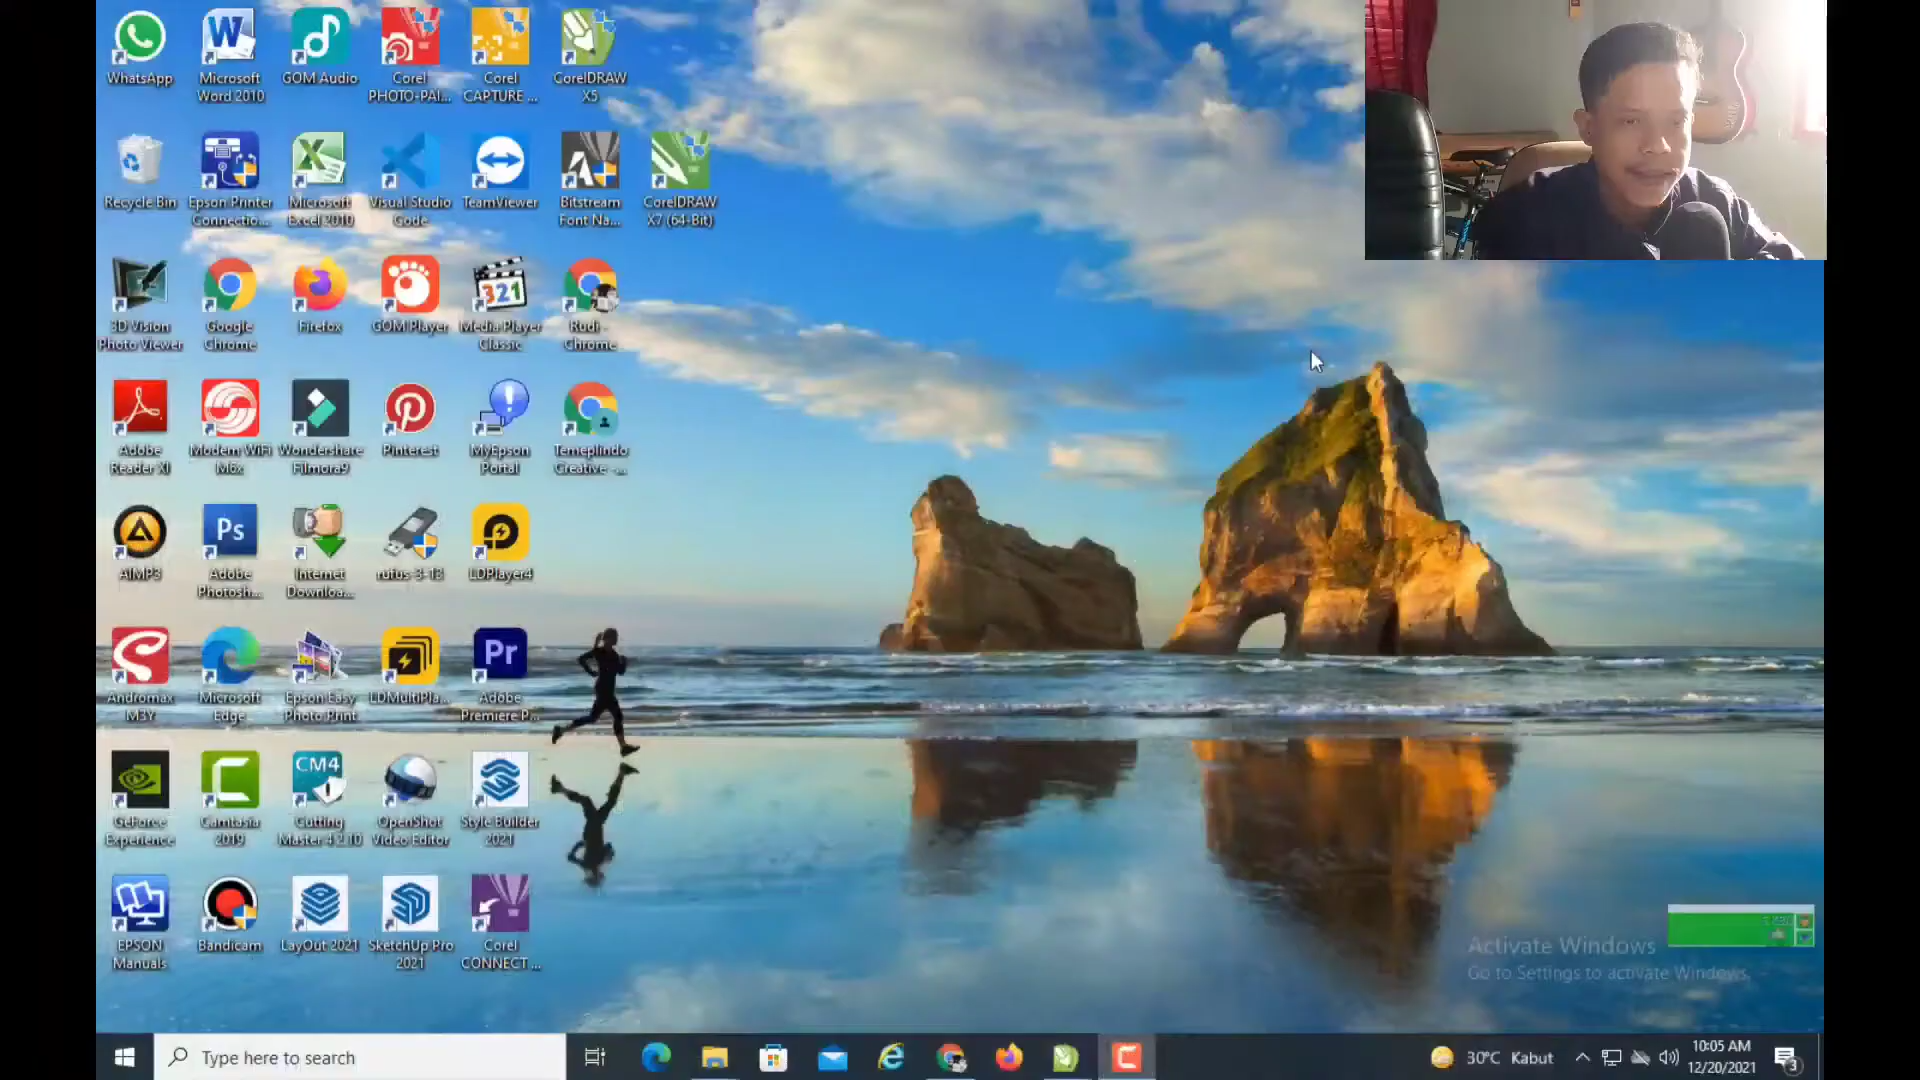 WhatsApp
Microsoft
Word 2010
GOM Audio
Corel
PHOTO-PAI...
Corel
CAPTURE ...
CorelDRAW
X5
Recycle Bin
Epson Printer
Connectio...
Microsoft
Excel 2010
Visual Studio
Code
TeamViewer
Bitstream
Font Na...
CorelDRAW
X7 (64-Bit)
3D Vision
Photo Viewer
Google
Chrome
Firefox
GOM Player
321
Media Player
Classic
Rudi -
Chrome
Adobe
Reader XI
Modem WiFi
M6x
Wondershare
Filmora9
Pinterest
MyEpson
Portal
Temeplindo
Creative -...
AIMP3
Ps
Adobe
Photosh...
Internet
Downloa...
rufus-3-13
LDPlayer4
Andromax
M3Y
Microsoft
Edge
Epson Easy
Photo Print
LDMultiPla...
Pr
Adobe
Premiere P...
GeForce
Experience
Camtasia
2019
CM4
Cutting
Master 4 2.10
OpenShot
Video Editor
Style Builder
2021
EPSON
Manuals
Bandicam
LayOut 2021
SketchUp Pro
2021
Corel
CONNECT ...
Activate Windows
Go to Settings to activate Windows.
Type here to search
30°C Kabut
10:05 AM
12/20/2021
3